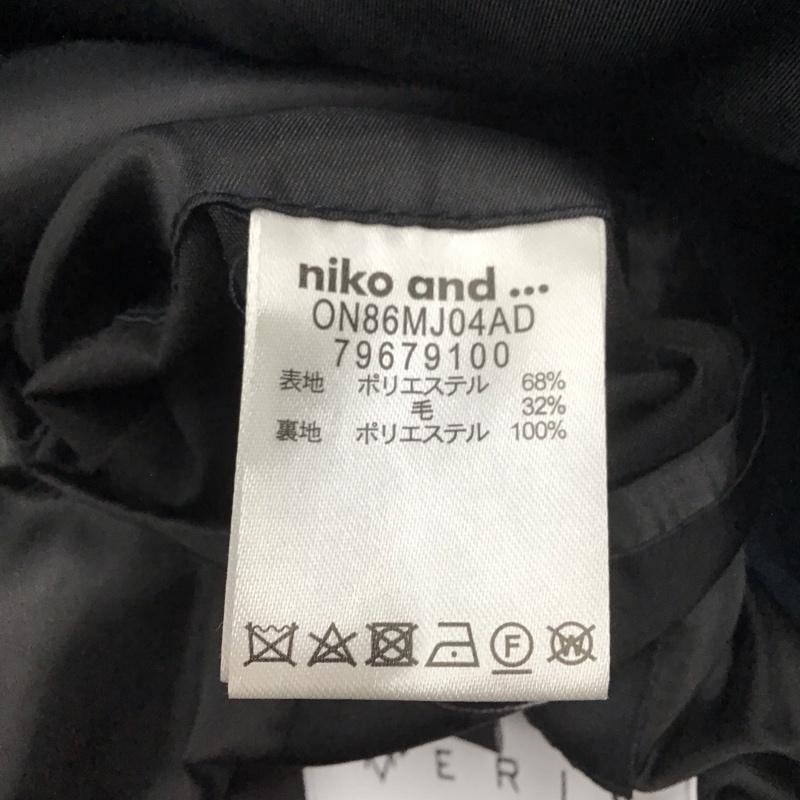 niko and ...
ON86MJ04AD
79679100
表地 ポリエステル 68%
毛 32%
裏地 ポリエステル 100%
F W
MERI